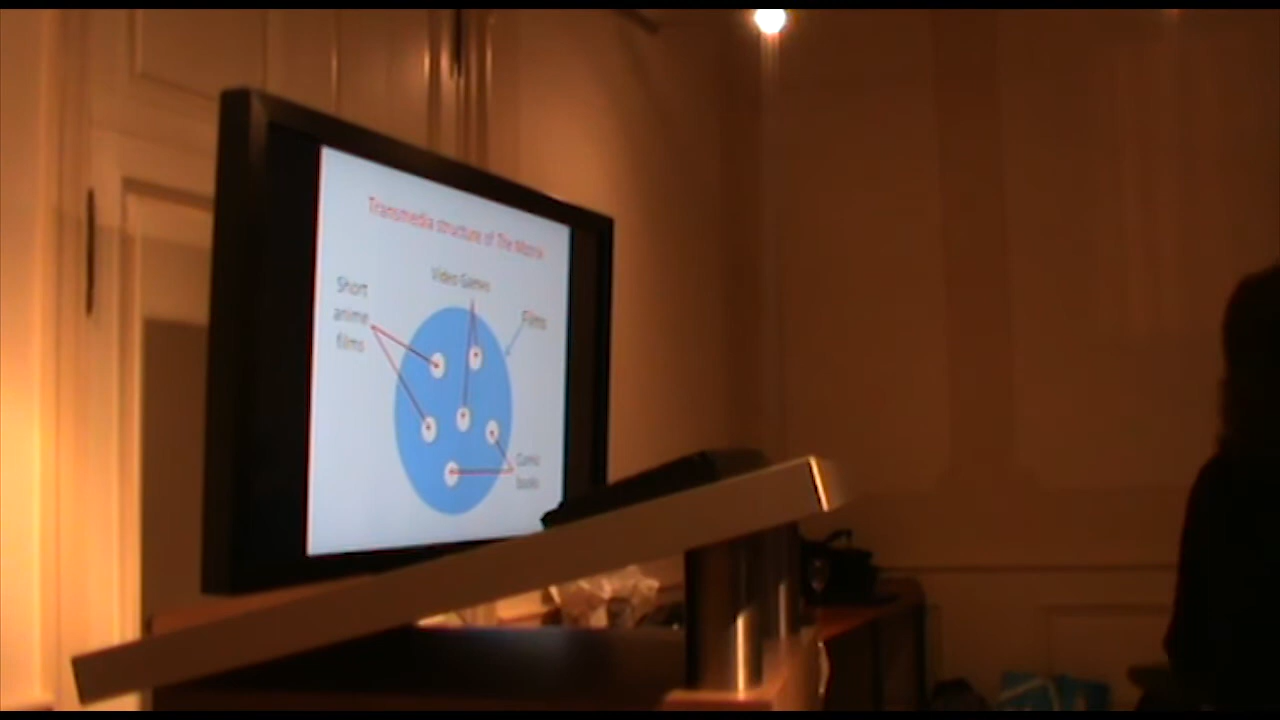 Transmedia structure of The Matrix
Video Games
Short
anime
films
Films
Comic
books